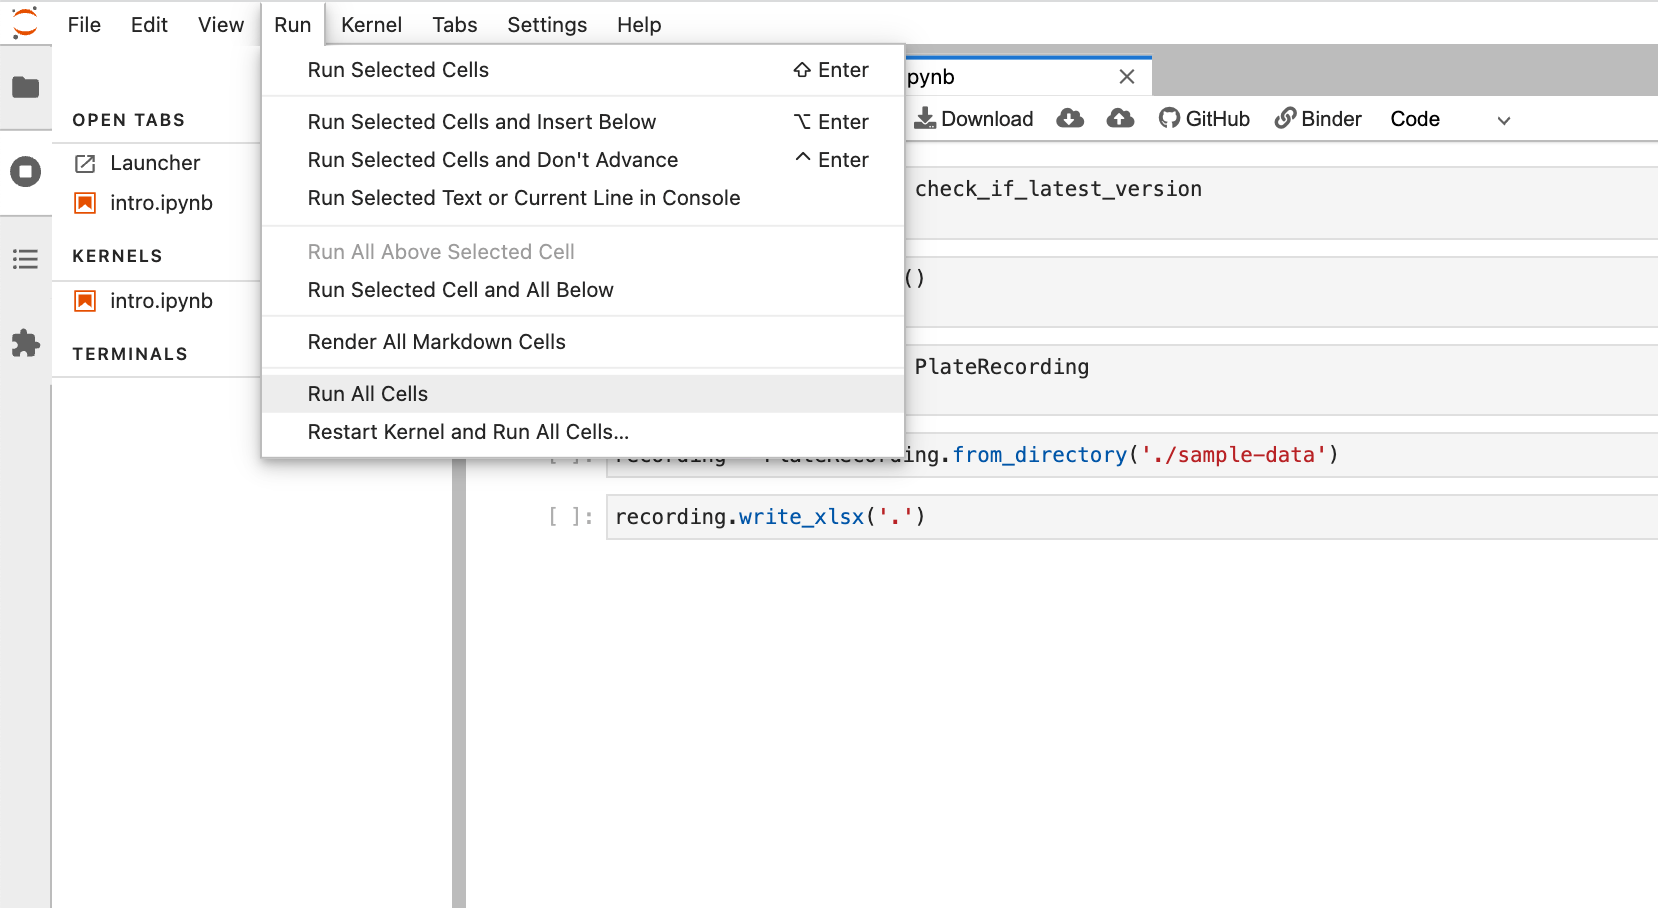 File Edit View Run Kernel Tabs Settings Help
Run Selected Cells ⇧ Enter
Run Selected Cells and Insert Below ⌥ Enter
Run Selected Cells and Don't Advance ⌃ Enter
Run Selected Text or Current Line in Console
Run All Above Selected Cell
Run Selected Cell and All Below
Render All Markdown Cells
Run All Cells
Restart Kernel and Run All Cells...
OPEN TABS
Launcher
intro.ipynb
KERNELS
intro.ipynb
TERMINALS
pynb
Download GitHub Binder Code
check_if_latest_version
()
PlateRecording
[ ]: recording PlateRecording.from_directory('./sample-data')
[ ]: recording.write_xlsx('.')